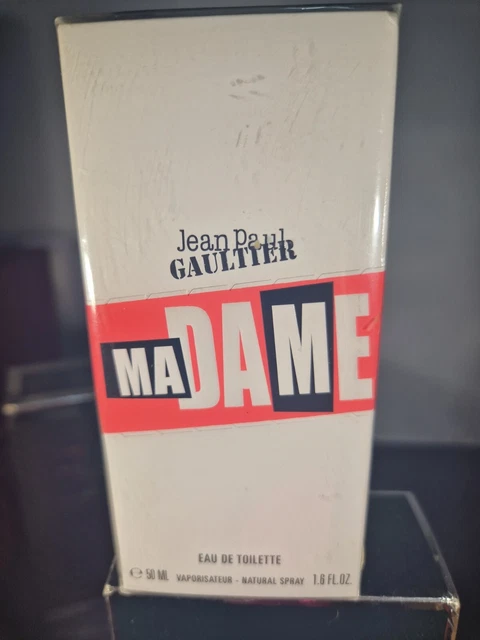 Jean Paul
GAULTIER
MADAME
EAU DE TOILETTE
℮ 50 ML VAPORISATEUR - NATURAL SPRAY 1.6 FL.OZ.